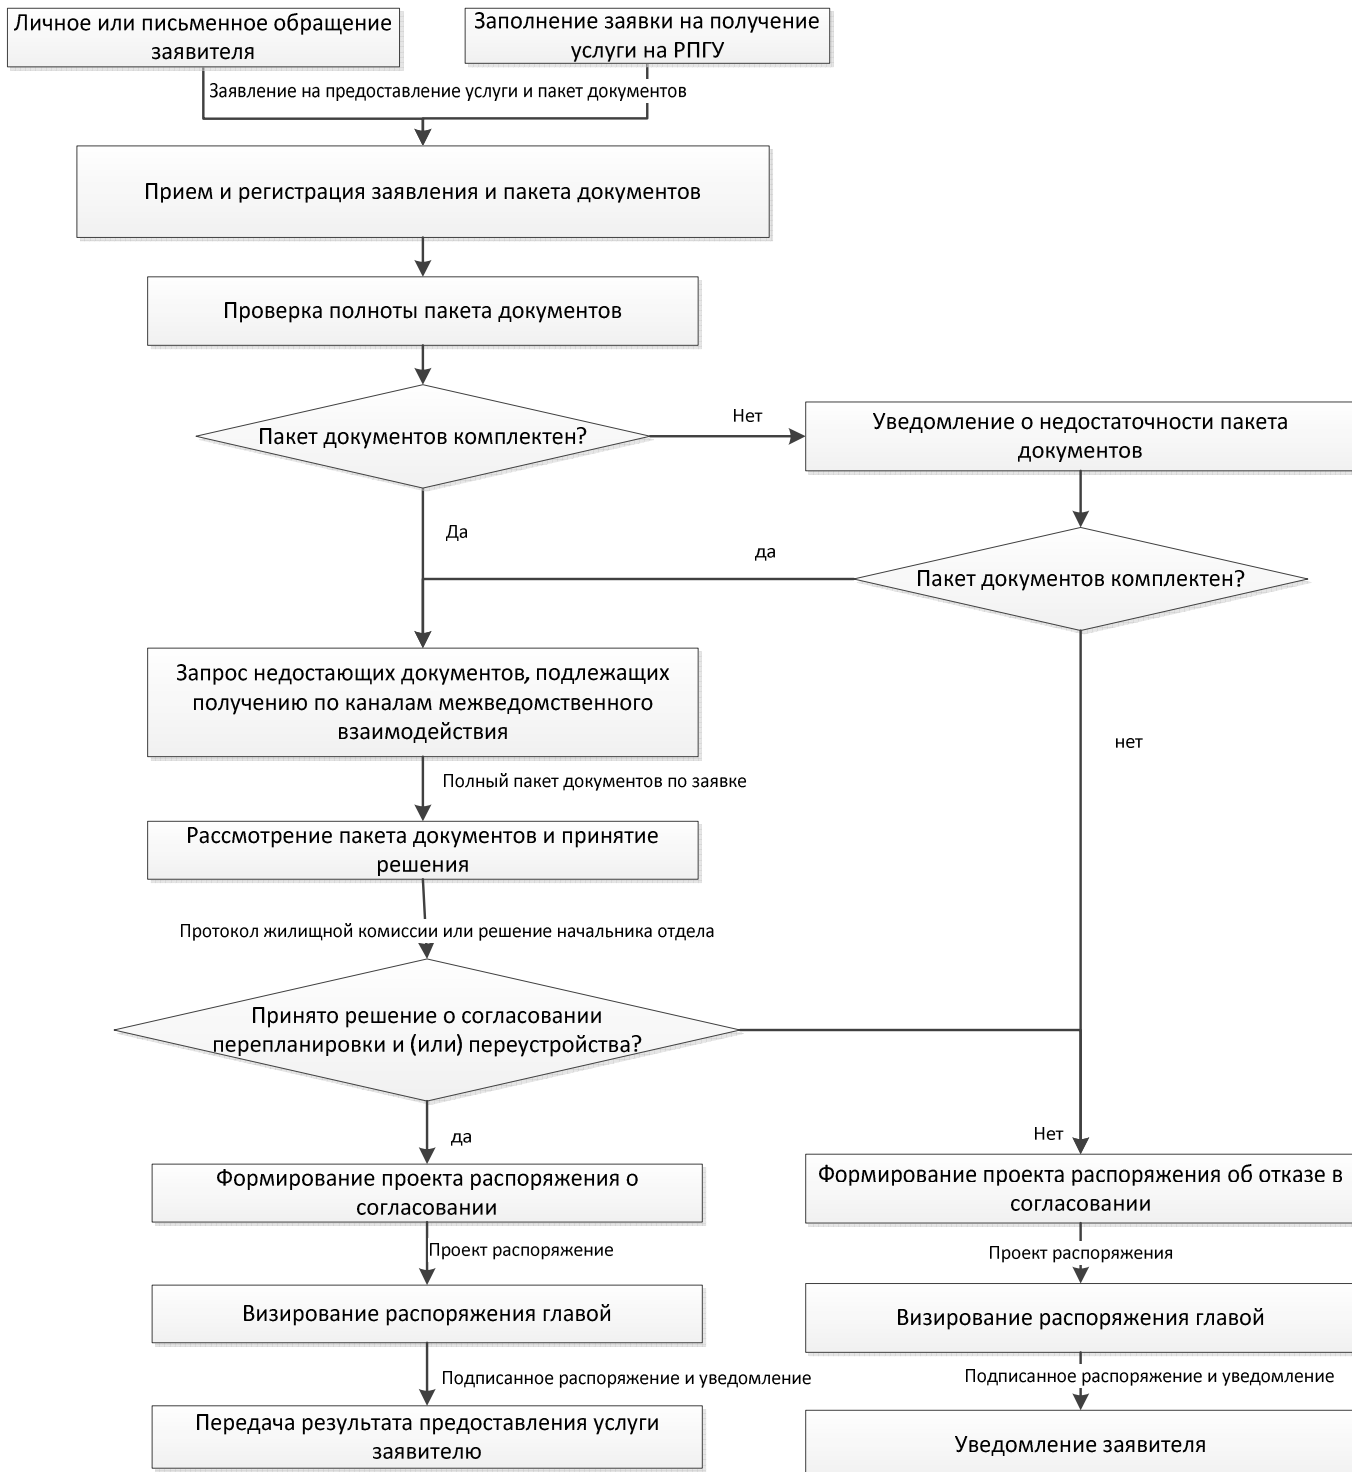 Личное или письменное обращение
заявителя
Заполнение заявки на получение
услуги на РПГУ
Заявление на предоставление услуги и пакет документов
Прием и регистрация заявления и пакета документов
Проверка полноты пакета документов
Пакет документов комплектен?
Нет
Уведомление о недостаточности пакета
документов
Да
да
Пакет документов комплектен?
Запрос недостающих документов, подлежащих
получению по каналам межведомственного
взаимодействия
нет
Полный пакет документов по заявке
Рассмотрение пакета документов и принятие
решения
Протокол жилищной комиссии или решение начальника отдела
Принято решение о согласовании
перепланировки и (или) переустройства?
да
Нет
Формирование проекта распоряжения о
согласовании
Формирование проекта распоряжения об отказе в
согласовании
Проект распоряжение
Проект распоряжения
Визирование распоряжения главой
Визирование распоряжения главой
Подписанное распоряжение и уведомление
Подписанное распоряжение и уведомление
Передача результата предоставления услуги
заявителю
Уведомление заявителя